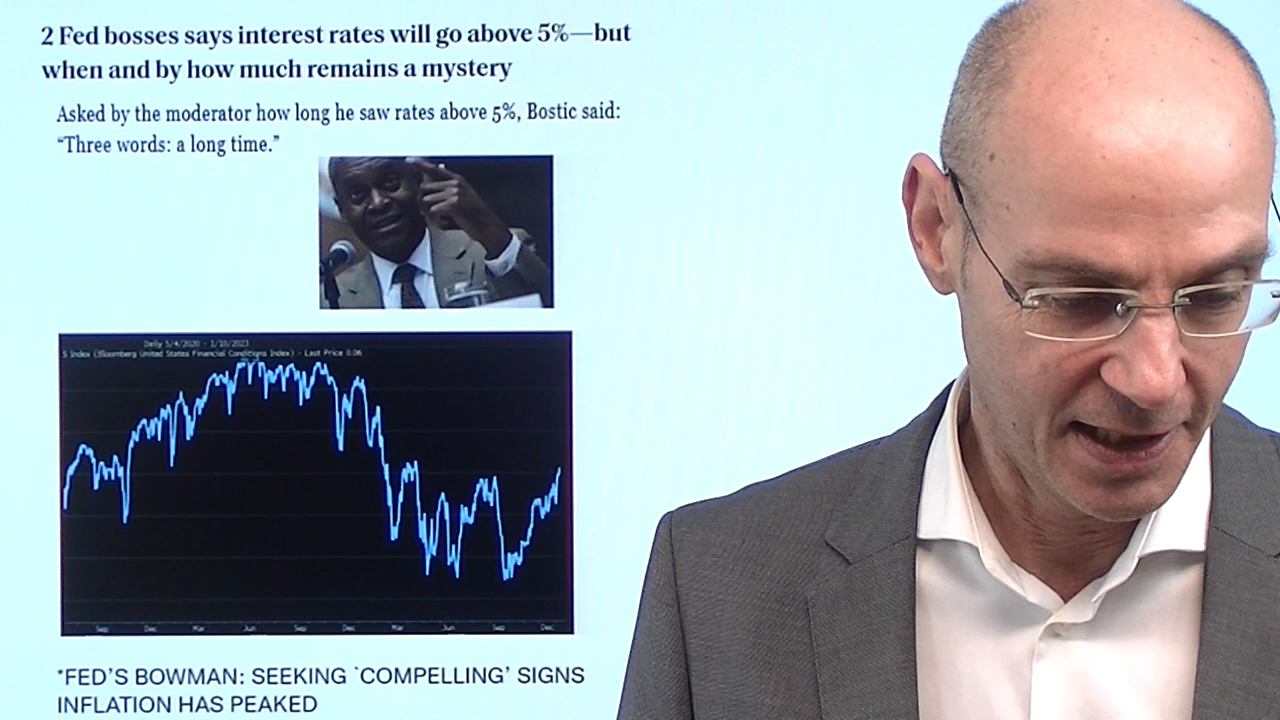 2 Fed bosses says interest rates will go above 5%—but
when and by how much remains a mystery
Asked by the moderator how long he saw rates above 5%, Bostic said:
“Three words: a long time.”
Daily 5/4/2020 - 1/10/2023
S Index (Bloomberg United States Financial Conditions Index) - Last Price 0.06
Sep Dec Mar Jun Sep Dec Mar Jun Sep Dec
*FED’S BOWMAN: SEEKING `COMPELLING’ SIGNS
INFLATION HAS PEAKED